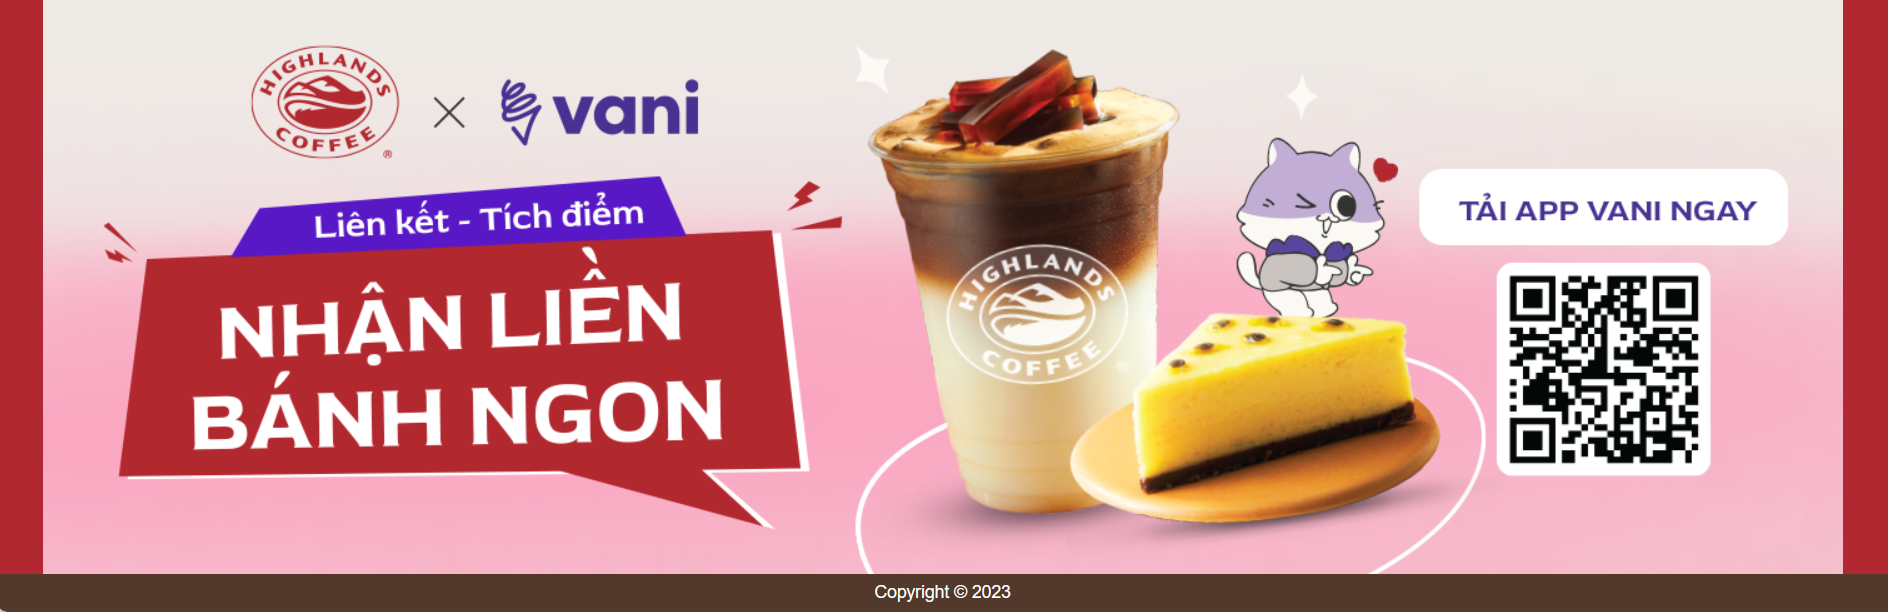 HIGHLANDS
COFFEE
®
vani
Liên kết - Tích điểm
NHẬN LIỀN
BÁNH NGON
HIGHLANDS
COFFEE
®
TẢI APP VANI NGAY
Copyright © 2023